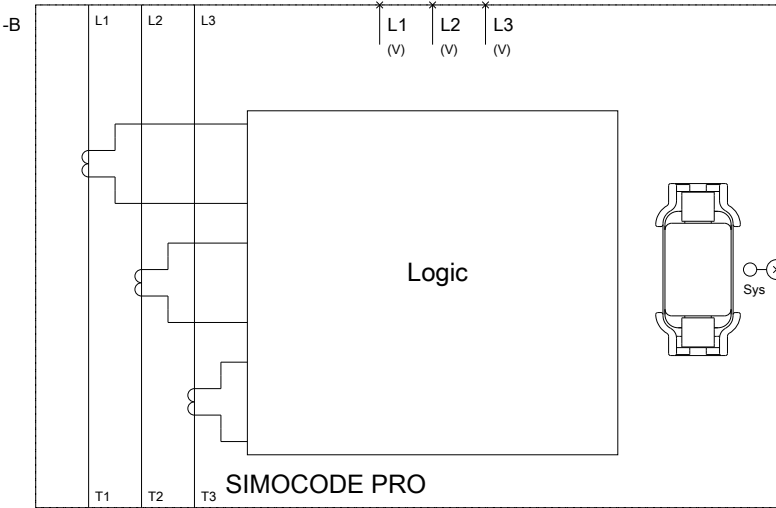 -B
L1 L2 L3
L1 L2 L3
(V) (V) (V)
Logic
Sys
T1 T2 T3
SIMOCODE PRO